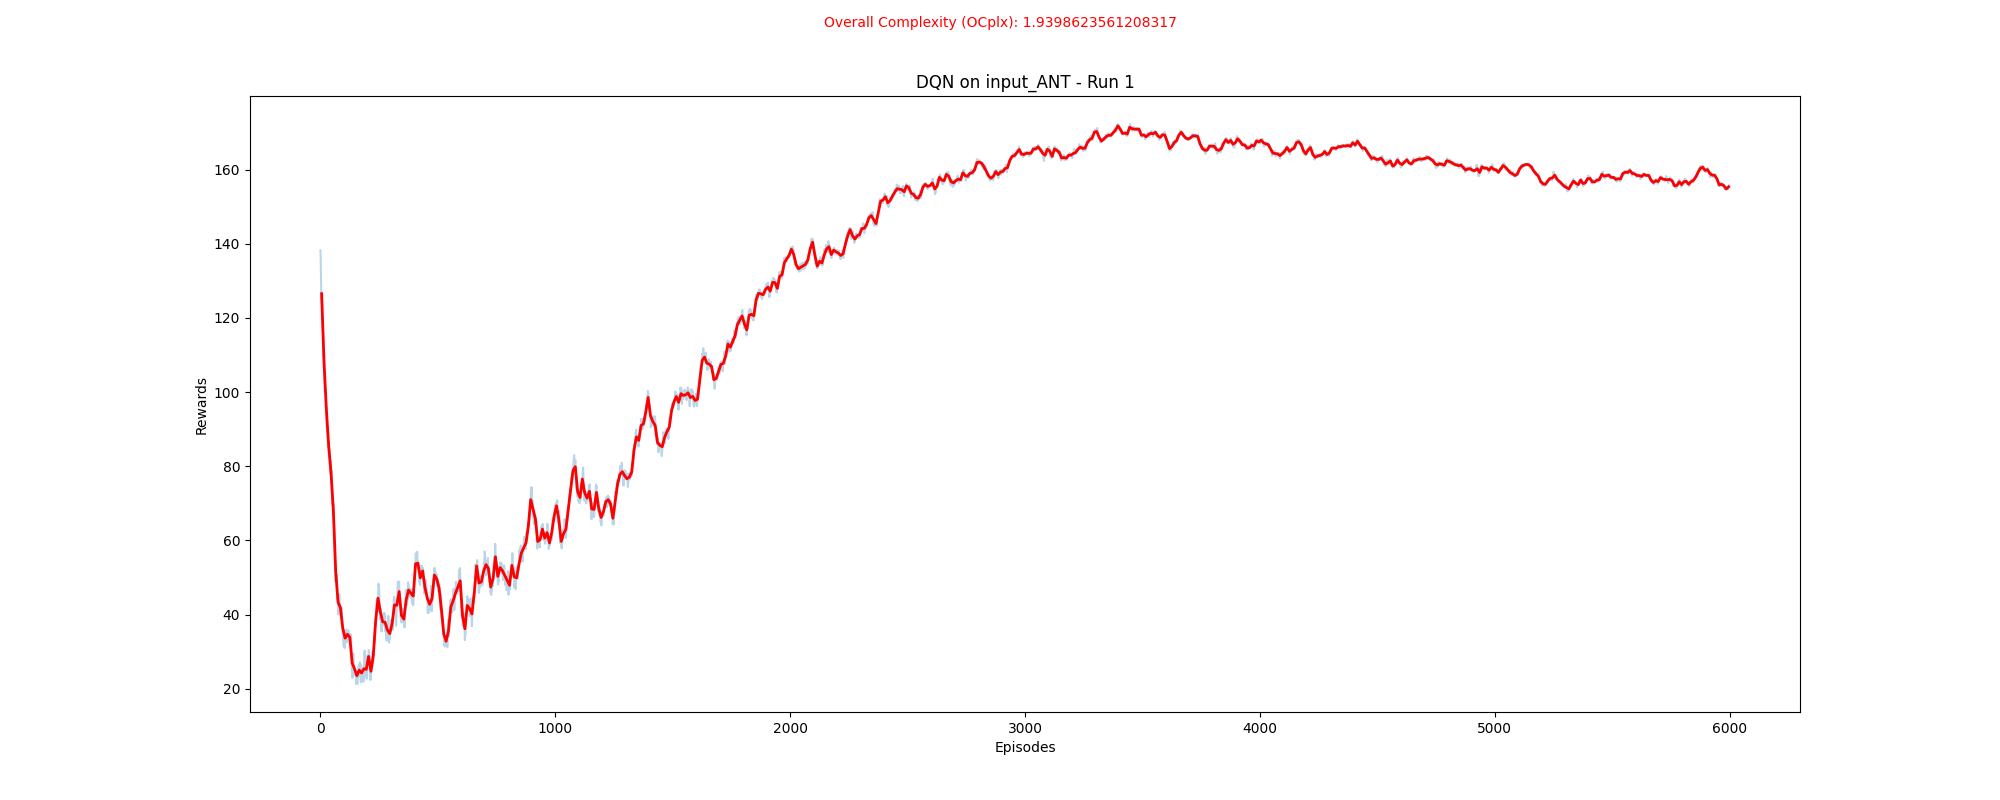 Overall Complexity (OCplx): 1.9398623561208317
DQN on input_ANT - Run 1
Rewards
160
140
120
100
80
60
40
20
0 1000 2000 3000 4000 5000 6000
Episodes